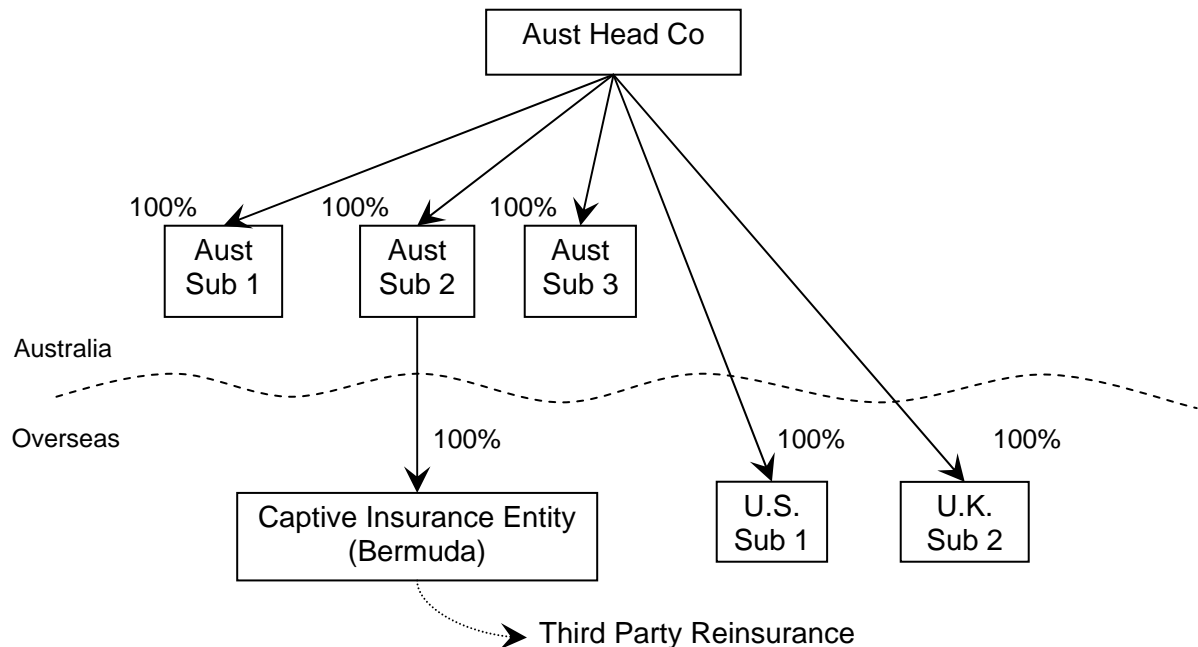 Aust Head Co
100%
100%
100%
Aust
Sub 1
Aust
Sub 2
Aust
Sub 3
Australia
Overseas
100%
100%
100%
Captive Insurance Entity
(Bermuda)
U.S.
Sub 1
U.K.
Sub 2
Third Party Reinsurance